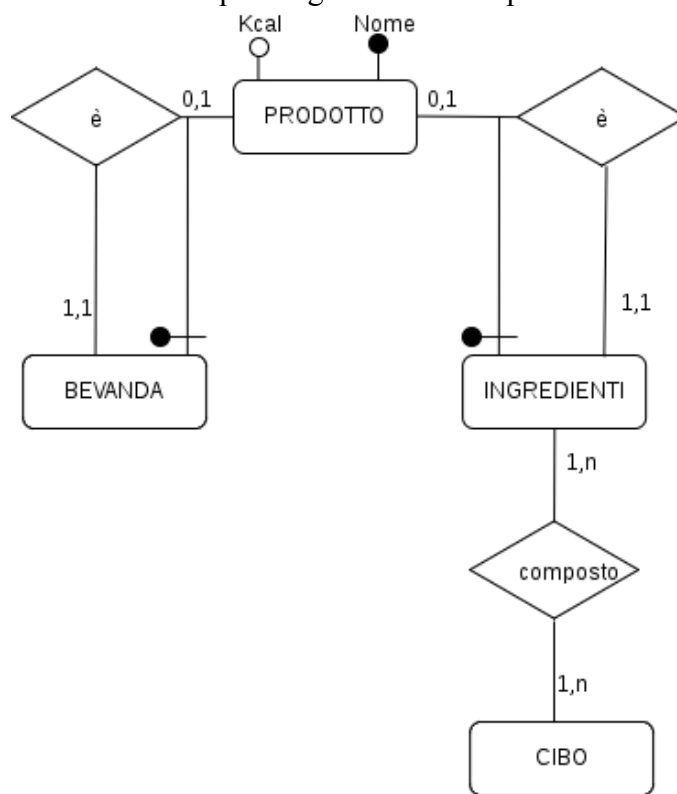 Kcal Nome
0,1 PRODOTTO 0,1
è è
1,1 1,1
BEVANDA INGREDIENTI
1,n
composto
1,n
CIBO